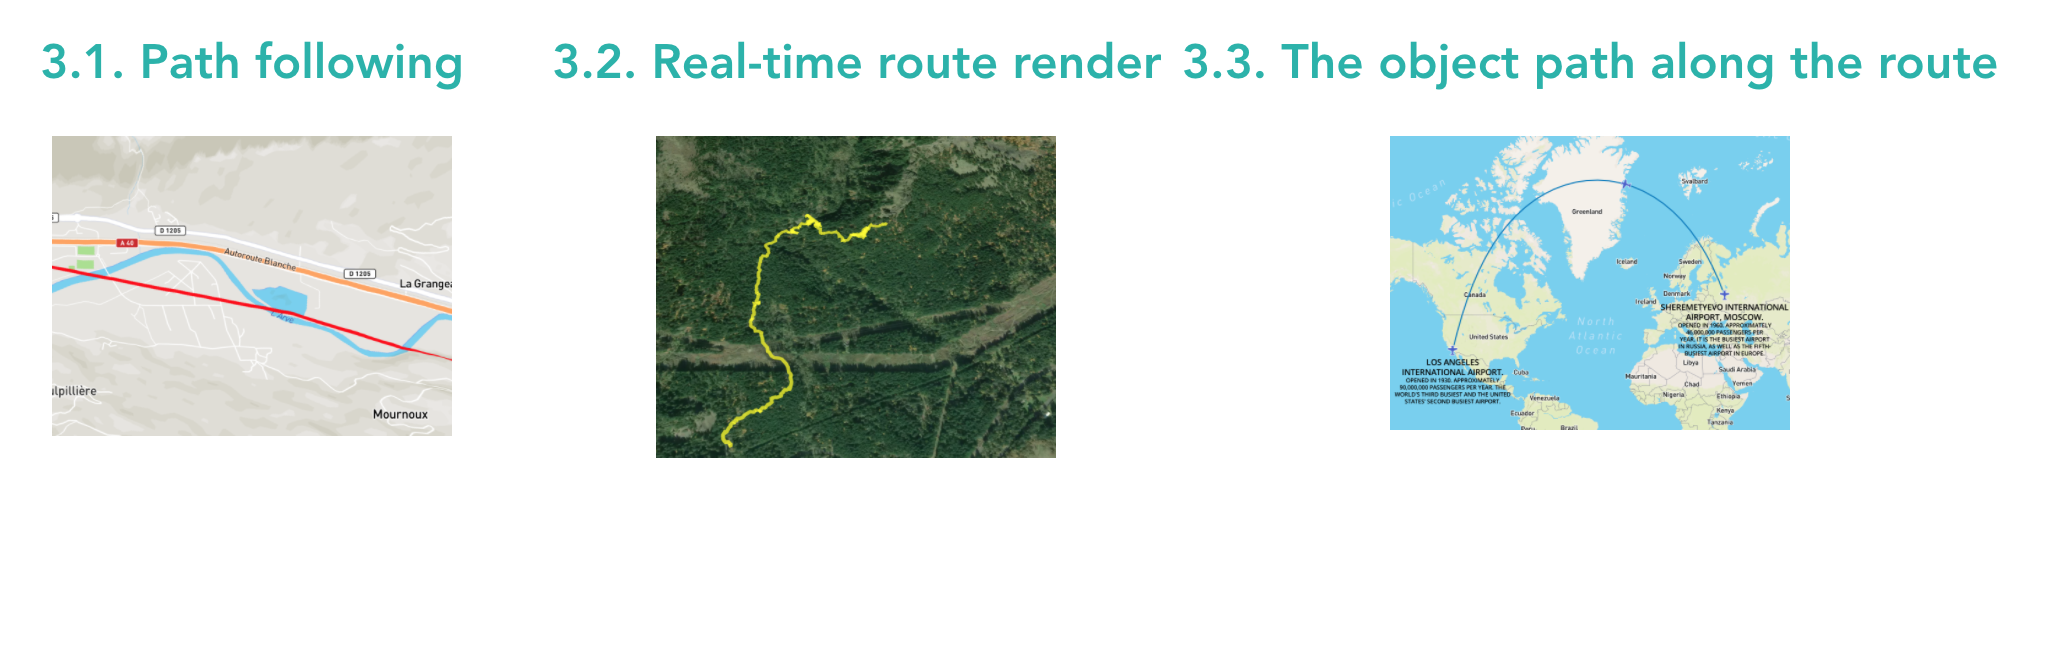 3.1. Path following
3.2. Real-time route render
3.3. The object path along the route
D 1205
A 40
Autoroute Blanche
D 1205
La Grangea
L'Arve
ulpillière
Mournoux
ic Ocean
Svalbard
Greenland
Iceland
Sweden
Norway
Canada
Denmark
Ireland
SHEREMETYEVO INTERNATIONAL
AIRPORT, MOSCOW.
OPENED IN 1960. APPROXIMATELY
46,000,000 PASSENGERS PER
YEAR. IT IS THE BUSIEST AIRPORT
IN RUSSIA, AS WELL AS THE FIFTH-
BUSIEST AIRPORT IN EUROPE.
North
Atlantic
Ocean
United States
LOS ANGELES
INTERNATIONAL AIRPORT.
OPENED IN 1930. APPROXIMATELY
90,000,000 PASSENGERS PER YEAR. THE
WORLD'S THIRD BUSIEST AND THE UNITED
STATES' SECOND BUSIEST AIRPORT.
Cuba
Libya
Saudi Arabia
Mauritania
Chad
Yemen
Venezuela
Nigeria
Ethiopia
Ecuador
Kenya
Tanzania
Peru
Brazil